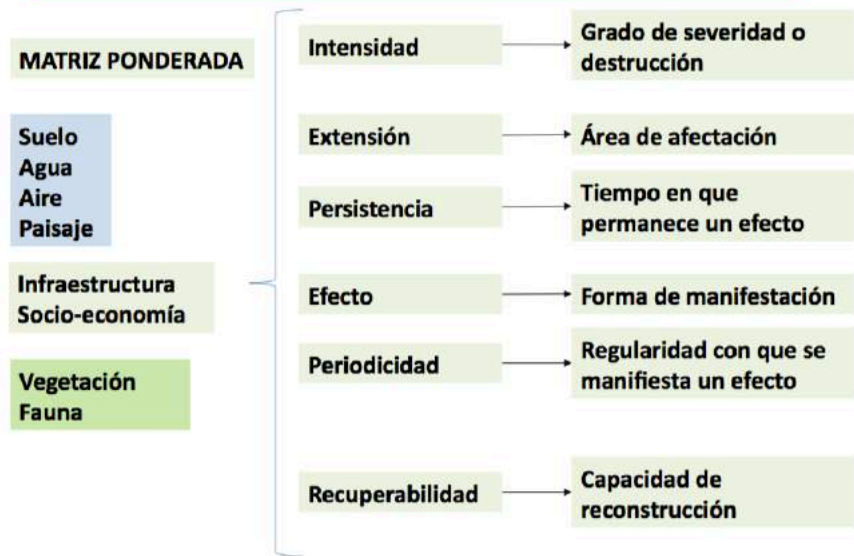 MATRIZ PONDERADA
Suelo
Agua
Aire
Paisaje
Infraestructura
Socio-economía
Vegetación
Fauna
Intensidad
Grado de severidad o
destrucción
Extensión
Área de afectación
Persistencia
Tiempo en que
permanece un efecto
Efecto
Forma de manifestación
Periodicidad
Regularidad con que se
manifiesta un efecto
Recuperabilidad
Capacidad de
reconstrucción